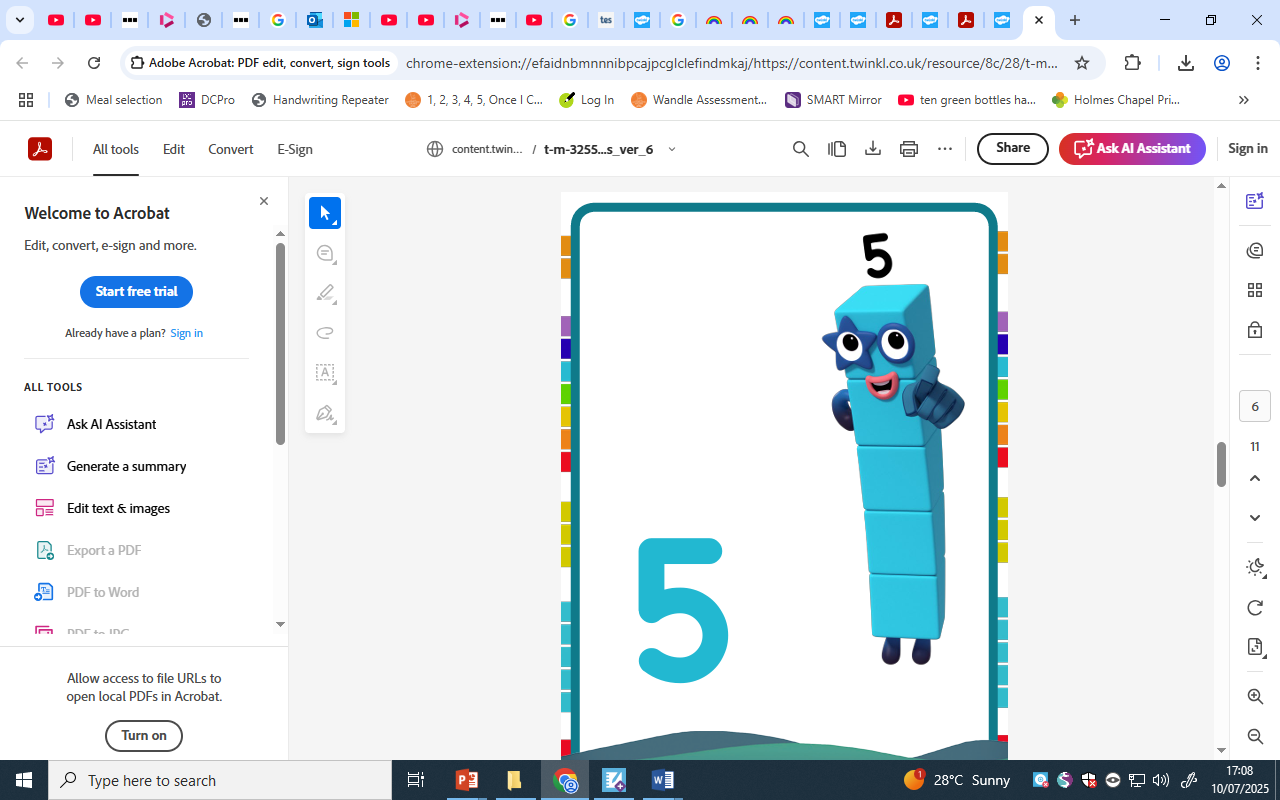 tes
Adobe Acrobat: PDF edit, convert, sign tools
chrome-extension://efaidnbmnnnibpcajpcglclefindmkaj/https://content.twinkl.co.uk/resource/8c/28/t-m...
Meal selection
DCPro
Handwriting Repeater
1, 2, 3, 4, 5, Once I C...
Log In
Wandle Assessment...
SMART Mirror
ten green bottles ha...
Holmes Chapel Pri...
All tools
Edit
Convert
E-Sign
content.twin...
/ t-m-3255...s_ver_6
Share
Ask AI Assistant
Sign in
Welcome to Acrobat
Edit, convert, e-sign and more.
Start free trial
Already have a plan? Sign in
ALL TOOLS
Ask AI Assistant
Generate a summary
Edit text & images
Export a PDF
PDF to Word
PDF to JPG
Allow access to file URLs to
open local PDFs in Acrobat.
Turn on
5
5
6
11
Type here to search
1
28°C Sunny
17:08
10/07/2025